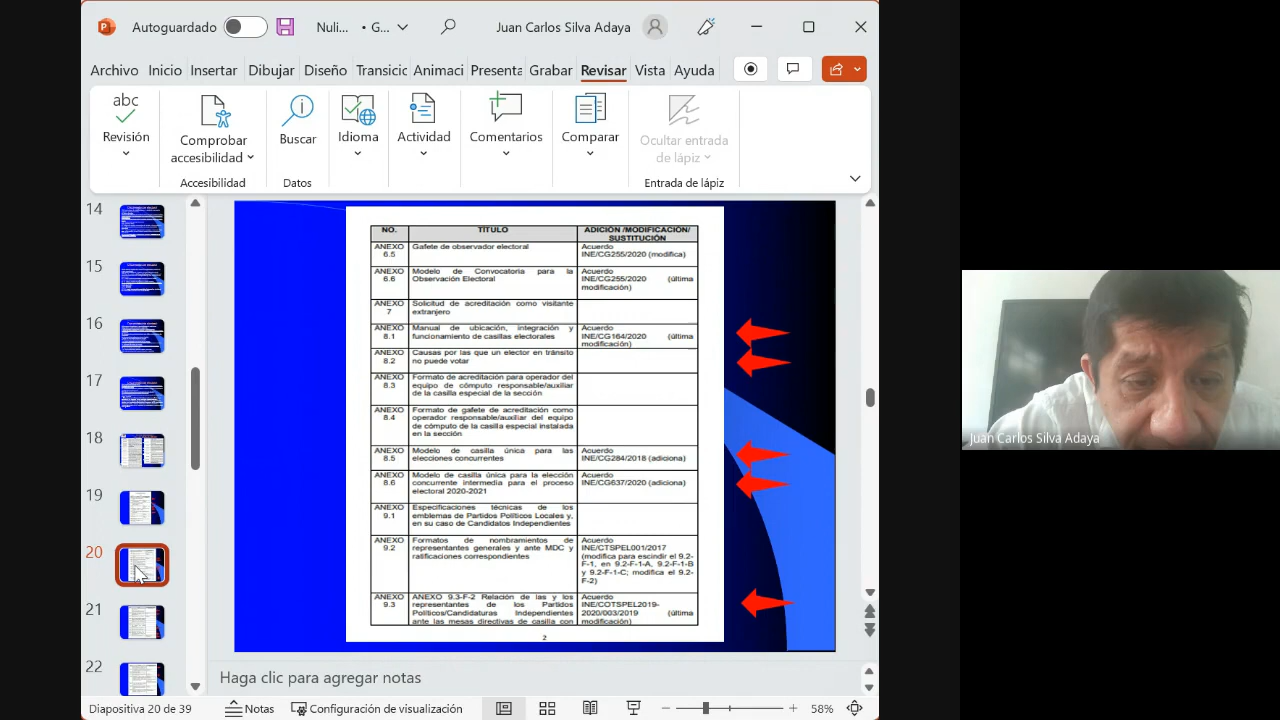 Autoguardado
Nuli... • G...
Juan Carlos Silva Adaya
Archivo Inicio Insertar Dibujar Diseño Transicic Animaci Presenta Grabar Revisar Vista Ayuda
abc
Revisión
Comprobar
accesibilidad
Buscar
Idioma
Actividad
Comentarios
Comparar
Ocultar entrada
de lápiz
Accesibilidad
Datos
Entrada de lápiz
14
15
16
17
18
19
20
21
22
NO. TÍTULO ADICIÓN /MODIFICACIÓN/
SUSTITUCIÓN
ANEXO
6.5
Gafete de observador electoral
Acuerdo
INE/CG255/2020 (modifica)
ANEXO
6.6
Modelo de Convocatoria para la
Observación Electoral
Acuerdo
INE/CG255/2020 (última
modificación)
ANEXO
7
Solicitud de acreditación como visitante
extranjero
ANEXO
8.1
Manual de ubicación, integración y
funcionamiento de casillas electorales
Acuerdo
INE/CG164/2020 (última
modificación)
ANEXO
8.2
Causas por las que un elector en tránsito
no puede votar
ANEXO
8.3
Formato de acreditación para operador del
equipo de cómputo responsable/auxiliar
de la casilla especial de la sección
ANEXO
8.4
Formato de gafete de acreditación como
operador responsable/auxiliar del equipo
de cómputo de la casilla especial instalada
en la sección
ANEXO
8.5
Modelo de casilla única para las
elecciones concurrentes
Acuerdo
INE/CG284/2018 (adiciona)
ANEXO
8.6
Modelo de casilla única para la elección
concurrente intermedia para el proceso
electoral 2020-2021
Acuerdo
INE/CG637/2020 (adiciona)
ANEXO
9.1
Especificaciones técnicas de los
emblemas de Partidos Políticos Locales y,
en su caso de Candidatos Independientes
ANEXO
9.2
Formatos de nombramientos de
representantes generales y ante MDC y
ratificaciones correspondientes
Acuerdo
INE/CTSPEL001/2017
(modifica para escindir el 9.2-
F-1, en 9.2-F-1-A, 9.2-F-1-B
y 9.2-F-1-C; modifica el 9.2-
F-2)
ANEXO
9.3
ANEXO 9.3-F-2 Relación de las y los
representantes de los Partidos
Políticos/Candidaturas Independientes
ante las mesas directivas de casilla con
Acuerdo
INE/COTSPEL2019-
2020/003/2019 (última
modificación)
2
Haga clic para agregar notas
Diapositiva 20 de 39
Notas
Configuración de visualización
58%
Juan Carlos Silva Adaya